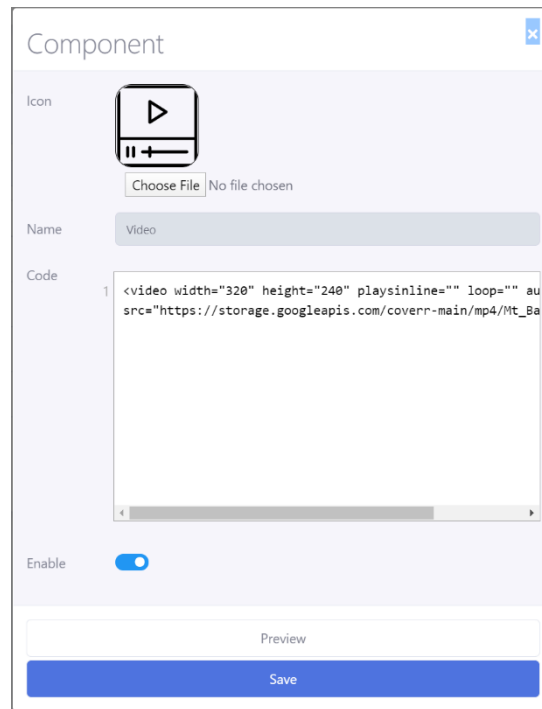 Component
×
Icon
Choose File No file chosen
Name
Video
Code
1
<video width="320" height="240" playsinline="" loop="" au
src="https://storage.googleapis.com/coverr-main/mp4/Mt_Ba
Enable
Preview
Save